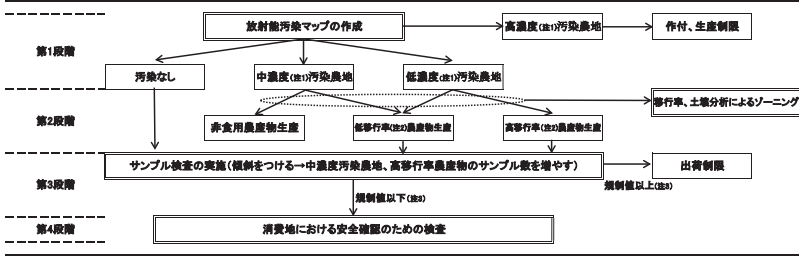 放射能汚染マップの作成
高濃度(注1)汚染農地
作付、生産制限
第1段階
汚染なし
中濃度(注1)汚染農地
低濃度(注1)汚染農地
移行率、土壌分析によるゾーニング
第2段階
非食用農産物生産
低移行率(注2)農産物生産
高移行率(注2)農産物生産
サンプル検査の実施(傾斜をつける→中濃度汚染農地、高移行率農産物のサンプル数を増やす)
出荷制限
第3段階
規制値以上(注3)
規制値以下(注3)
第4段階
消費地における安全確認のための検査